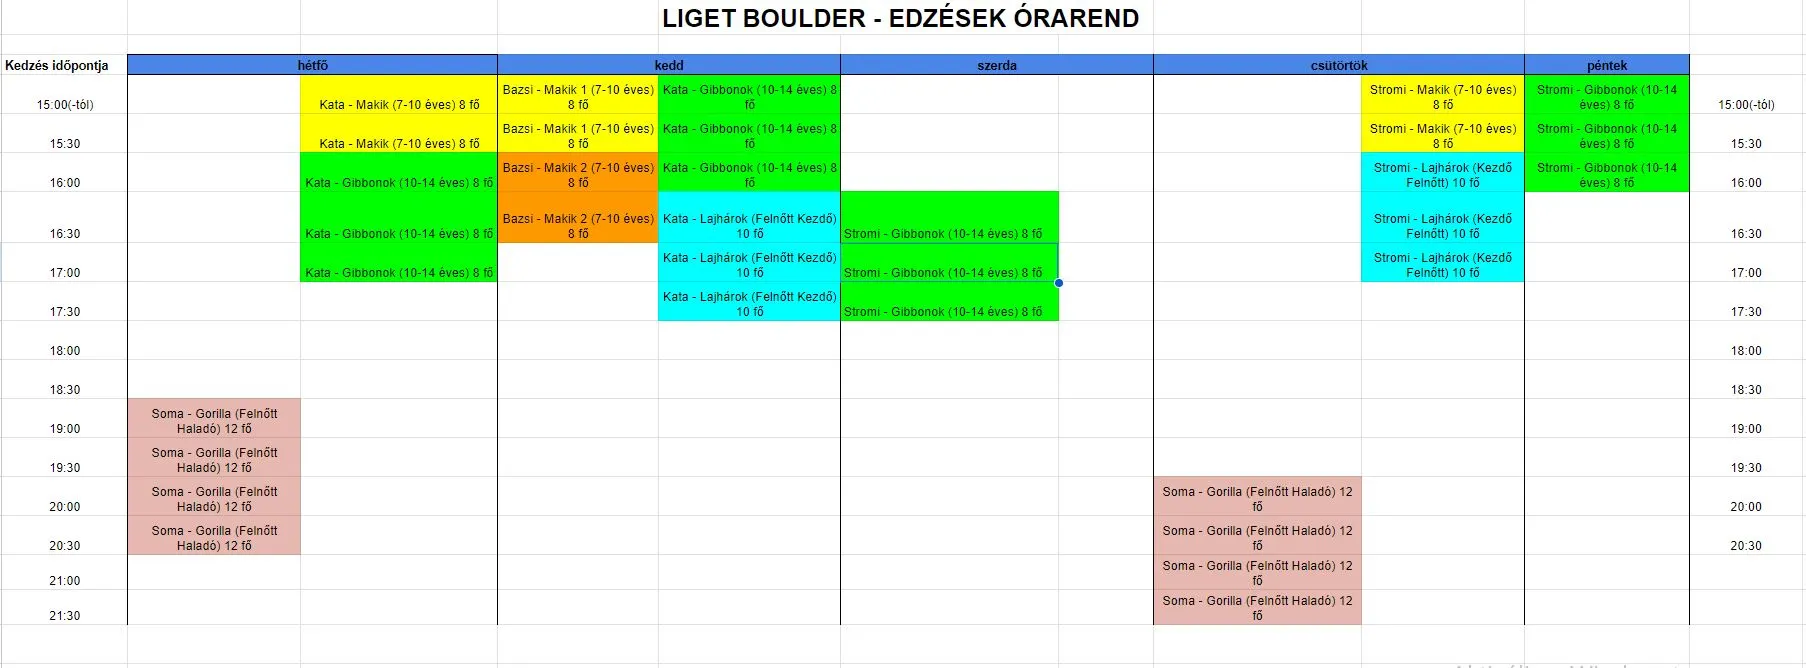 LIGET BOULDER - EDZÉSEK ÓRAREND
Kedzés időpontja hétfő kedd szerda csütörtök péntek
15:00(-tól) Kata - Makik (7-10 éves) 8 fő Bazsi - Makik 1 (7-10 éves) 8 fő Kata - Gibbonok (10-14 éves) 8 fő Stromi - Makik (7-10 éves) 8 fő Stromi - Gibbonok (10-14 éves) 8 fő 15:00(-tól)
15:30 Kata - Makik (7-10 éves) 8 fő Bazsi - Makik 1 (7-10 éves) 8 fő Kata - Gibbonok (10-14 éves) 8 fő Stromi - Makik (7-10 éves) 8 fő Stromi - Gibbonok (10-14 éves) 8 fő 15:30
16:00 Kata - Gibbonok (10-14 éves) 8 fő Bazsi - Makik 2 (7-10 éves) 8 fő Kata - Gibbonok (10-14 éves) 8 fő Stromi - Lajhárok (Kezdő Felnőtt) 10 fő Stromi - Gibbonok (10-14 éves) 8 fő 16:00
16:30 Kata - Gibbonok (10-14 éves) 8 fő Bazsi - Makik 2 (7-10 éves) 8 fő Kata - Lajhárok (Felnőtt Kezdő) 10 fő Stromi - Gibbonok (10-14 éves) 8 fő Stromi - Lajhárok (Kezdő Felnőtt) 10 fő 16:30
17:00 Kata - Gibbonok (10-14 éves) 8 fő Kata - Lajhárok (Felnőtt Kezdő) 10 fő Stromi - Gibbonok (10-14 éves) 8 fő Stromi - Lajhárok (Kezdő Felnőtt) 10 fő 17:00
17:30 Kata - Lajhárok (Felnőtt Kezdő) 10 fő Stromi - Gibbonok (10-14 éves) 8 fő 17:30
18:00 18:00
18:30 18:30
19:00 Soma - Gorilla (Felnőtt Haladó) 12 fő 19:00
19:30 Soma - Gorilla (Felnőtt Haladó) 12 fő 19:30
20:00 Soma - Gorilla (Felnőtt Haladó) 12 fő Soma - Gorilla (Felnőtt Haladó) 12 fő 20:00
20:30 Soma - Gorilla (Felnőtt Haladó) 12 fő Soma - Gorilla (Felnőtt Haladó) 12 fő 20:30
21:00 Soma - Gorilla (Felnőtt Haladó) 12 fő
21:30 Soma - Gorilla (Felnőtt Haladó) 12 fő